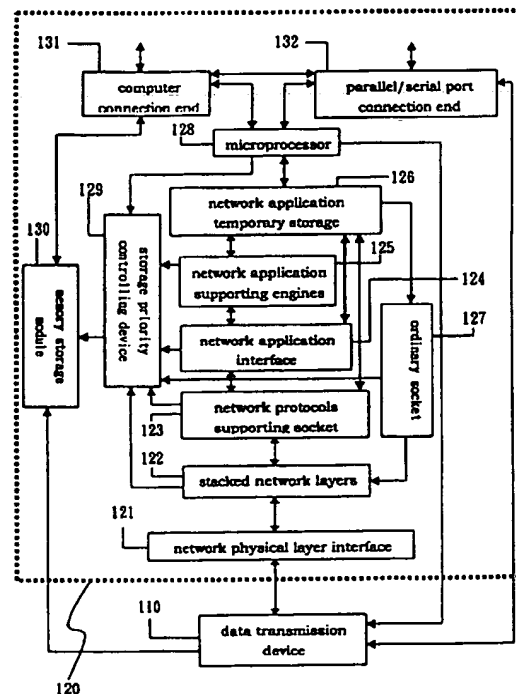 131
132
computer
connection end
parallel/serial port
connection end
128
microprocessor
126
129
network application
temporary storage
125
130
storage priority
controlling device
network application
supporting engines
124
memory storage
module
network application
interface
127
ordinary socket
network protocols
supporting socket
123
122
stacked network layers
121
network physical layer interface
110
data transmission
device
120